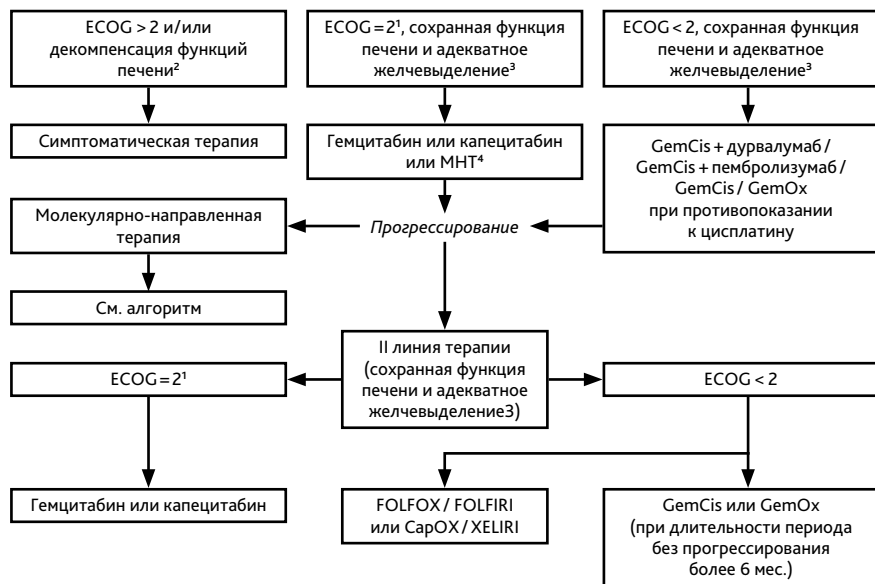 ECOG > 2 и/или
декомпенсация функций
печени²
ECOG = 2¹, сохранная функция
печени и адекватное
желчевыделение³
ECOG < 2, сохранная функция
печени и адекватное
желчевыделение³
Симптоматическая терапия
Гемцитабин или капецитабин
или МНТ⁴
GemCis + дурвалумаб /
GemCis + пембролизумаб /
GemCis / GemOx
при противопоказании
к цисплатину
Молекулярно-направленная
терапия
Прогрессирование
См. алгоритм
II линия терапии
(сохранная функция
печени и адекватное
желчевыделение3)
ECOG = 2¹
ECOG < 2
Гемцитабин или капецитабин
FOLFOX / FOLFIRI
или CapOX / XELIRI
GemCis или GemOx
(при длительности периода
без прогрессирования
более 6 мес.)